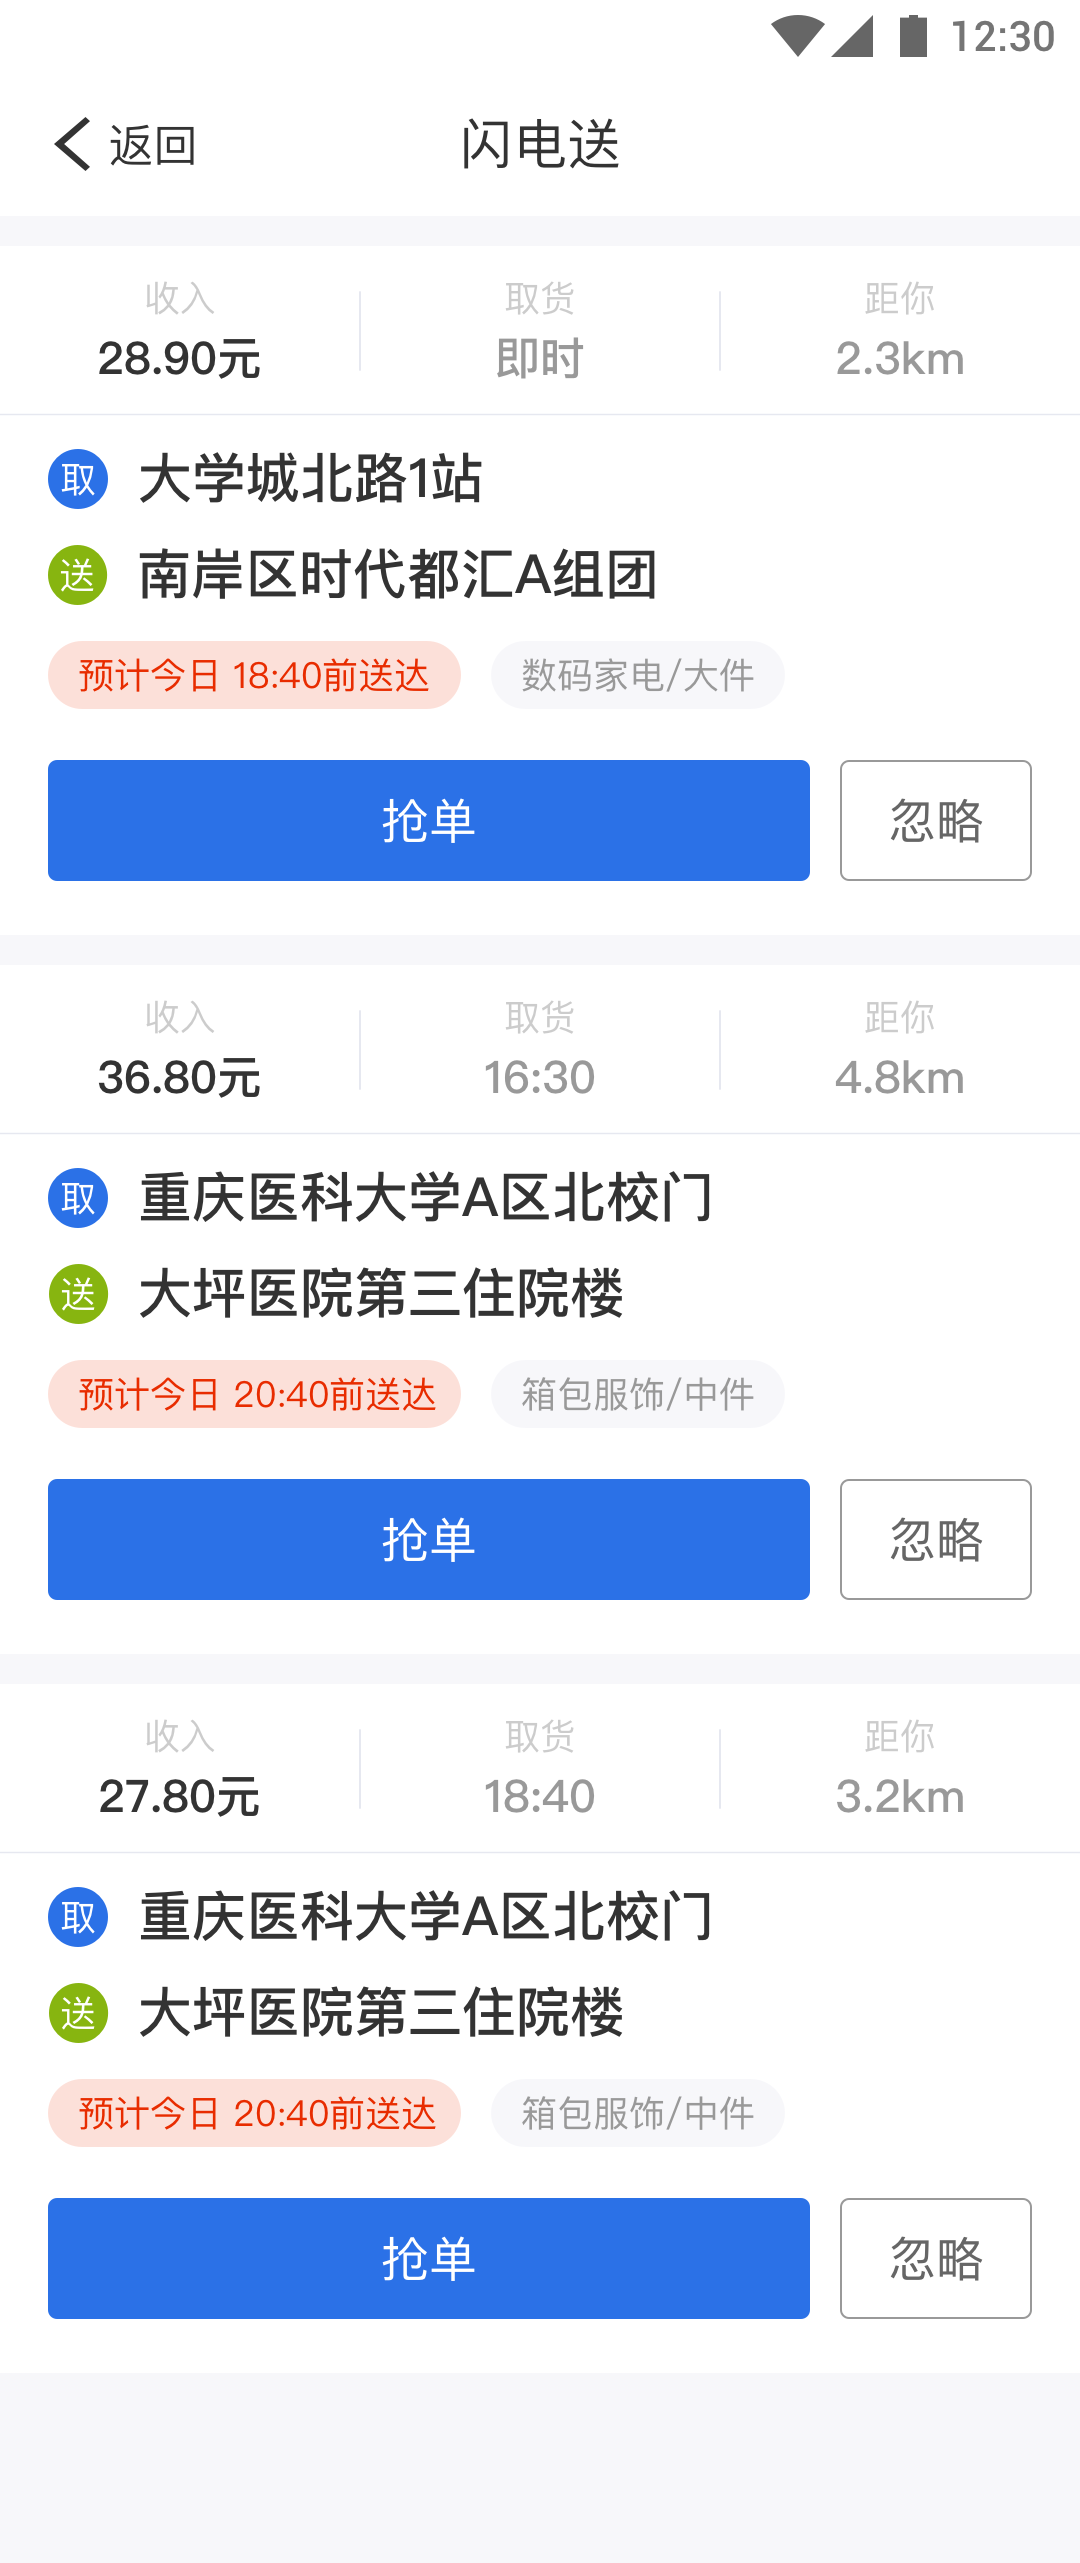 12:30
返回
闪电送
收入 取货 距你
28.90元 即时 2.3km
取 大学城北路1站
送 南岸区时代都汇A组团
预计今日 18:40前送达 数码家电/大件
抢单 忽略
收入 取货 距你
36.80元 16:30 4.8km
取 重庆医科大学A区北校门
送 大坪医院第三住院楼
预计今日 20:40前送达 箱包服饰/中件
抢单 忽略
收入 取货 距你
27.80元 18:40 3.2km
取 重庆医科大学A区北校门
送 大坪医院第三住院楼
预计今日 20:40前送达 箱包服饰/中件
抢单 忽略